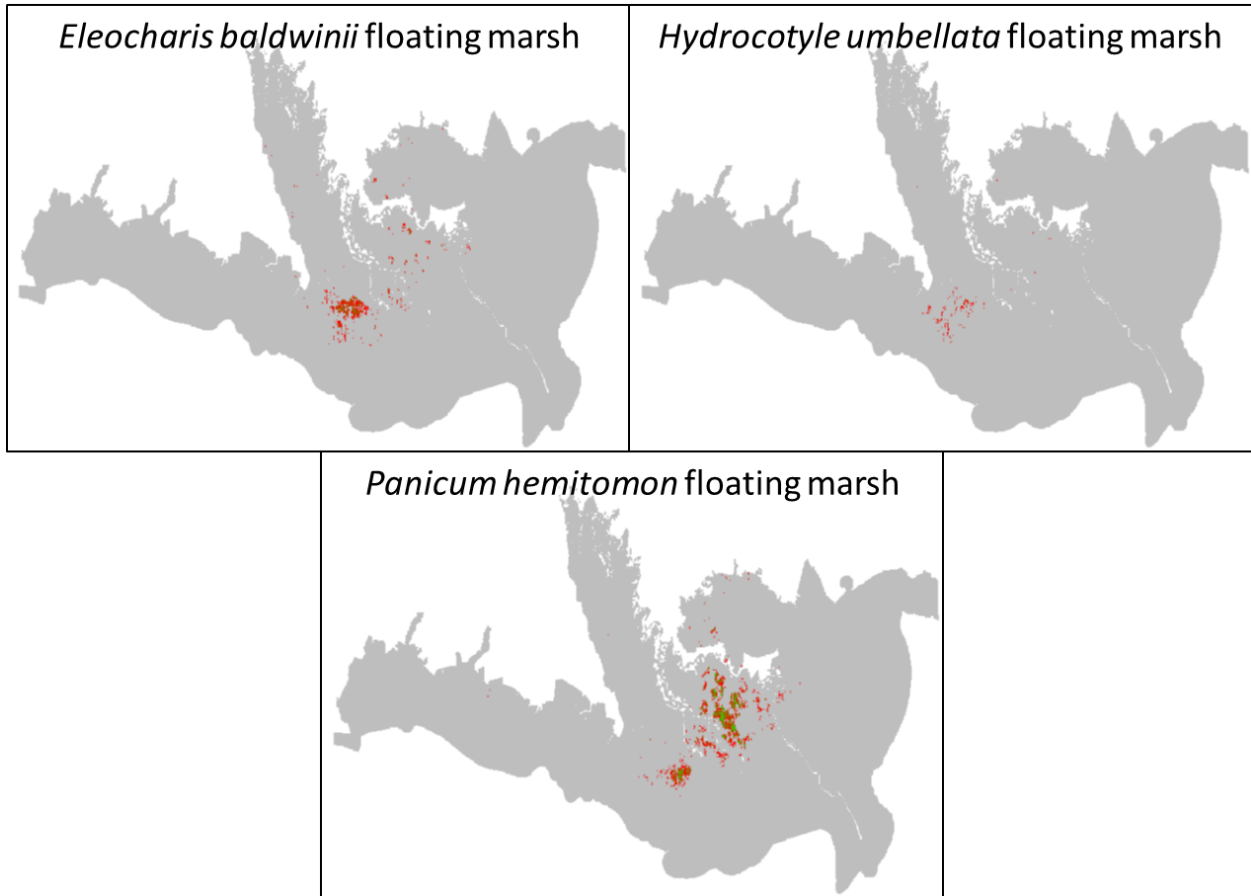 Eleocharis baldwinii floating marsh
Hydrocotyle umbellata floating marsh
Panicum hemitomon floating marsh